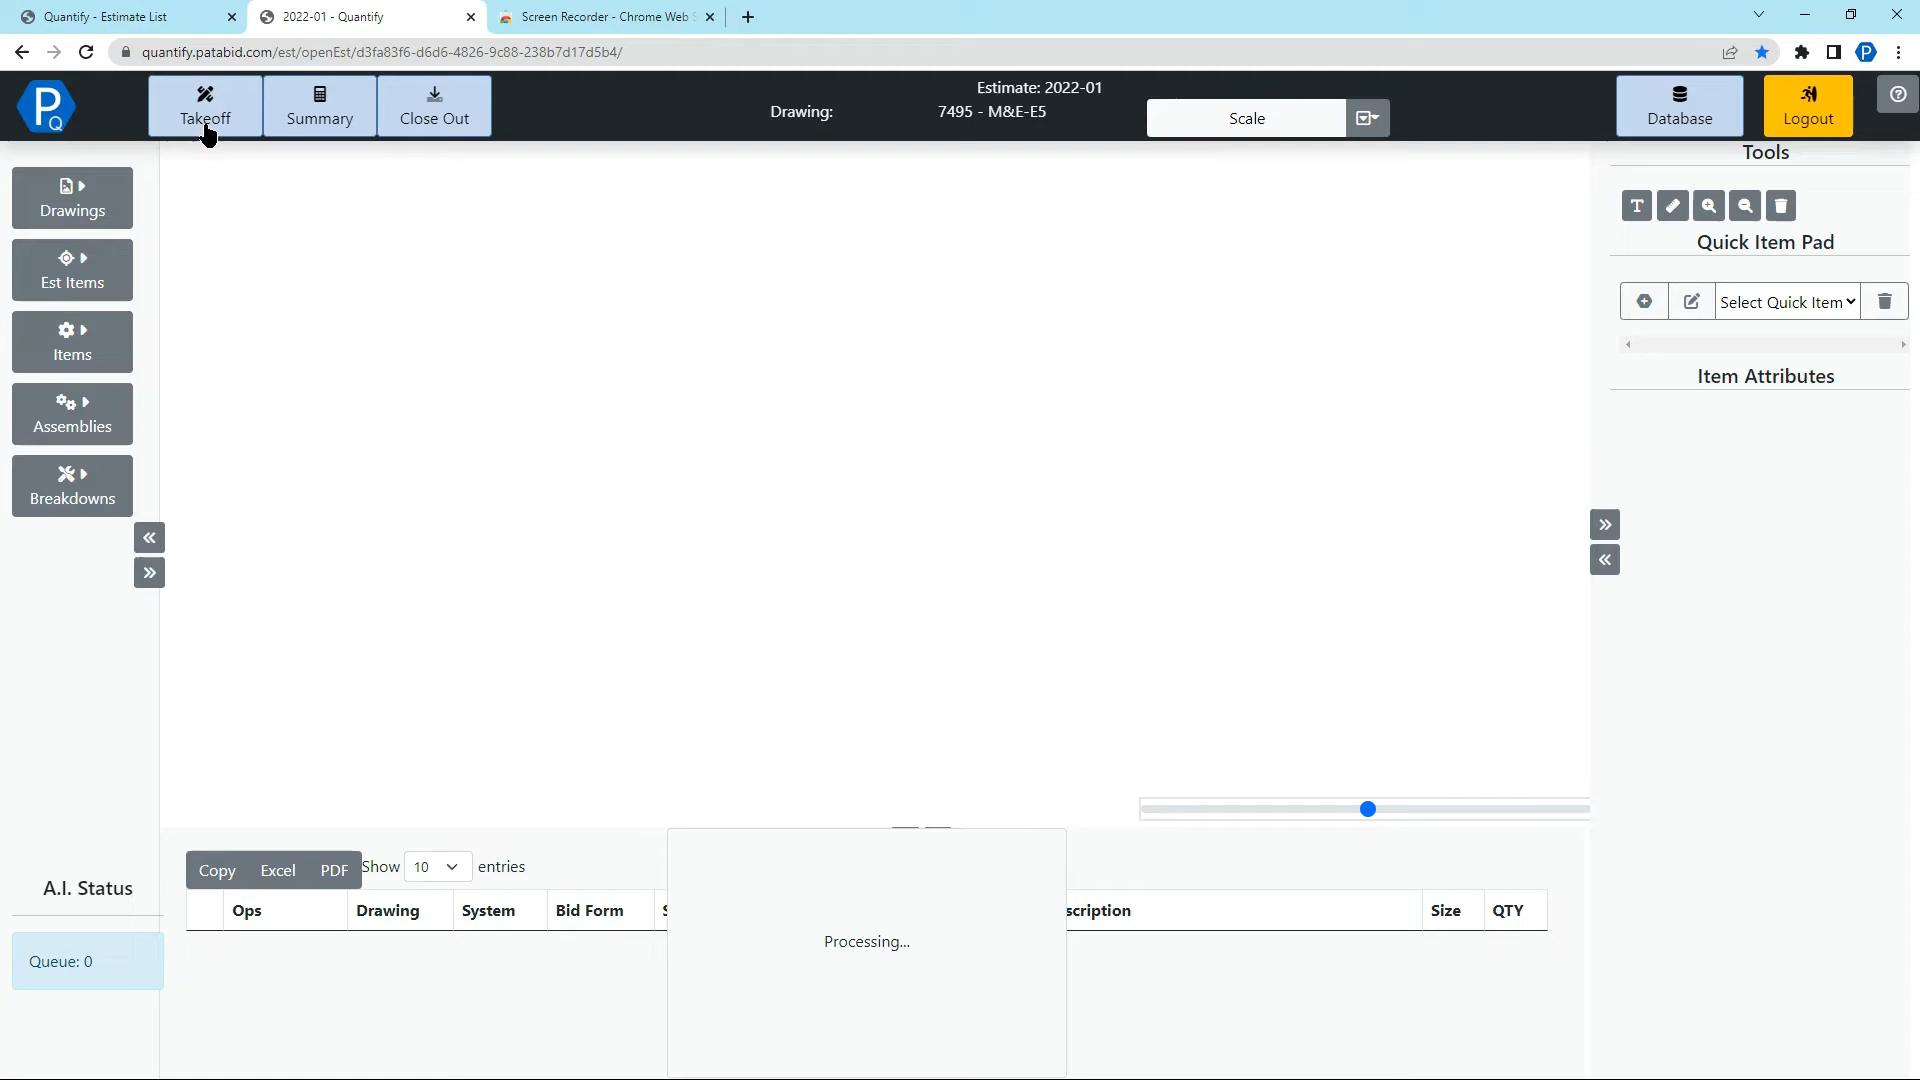 Quantify - Estimate List
2022-01 - Quantify
Screen Recorder - Chrome Web S
quantify.patabid.com/est/openEst/d3fa83f6-d6d6-4826-9c88-238b7d17d5b4/
P
P
Q
Takeoff
Summary
Close Out
Estimate: 2022-01
Drawing:
7495 - M&E-E5
Scale
Database
Logout
Drawings
Est Items
Items
Assemblies
Breakdowns
Tools
T
Quick Item Pad
Select Quick Item
Item Attributes
A.I. Status
Queue: 0
Copy
Excel
PDF
Show
10
entries
Ops
Drawing
System
Bid Form
scription
Size
QTY
Processing...